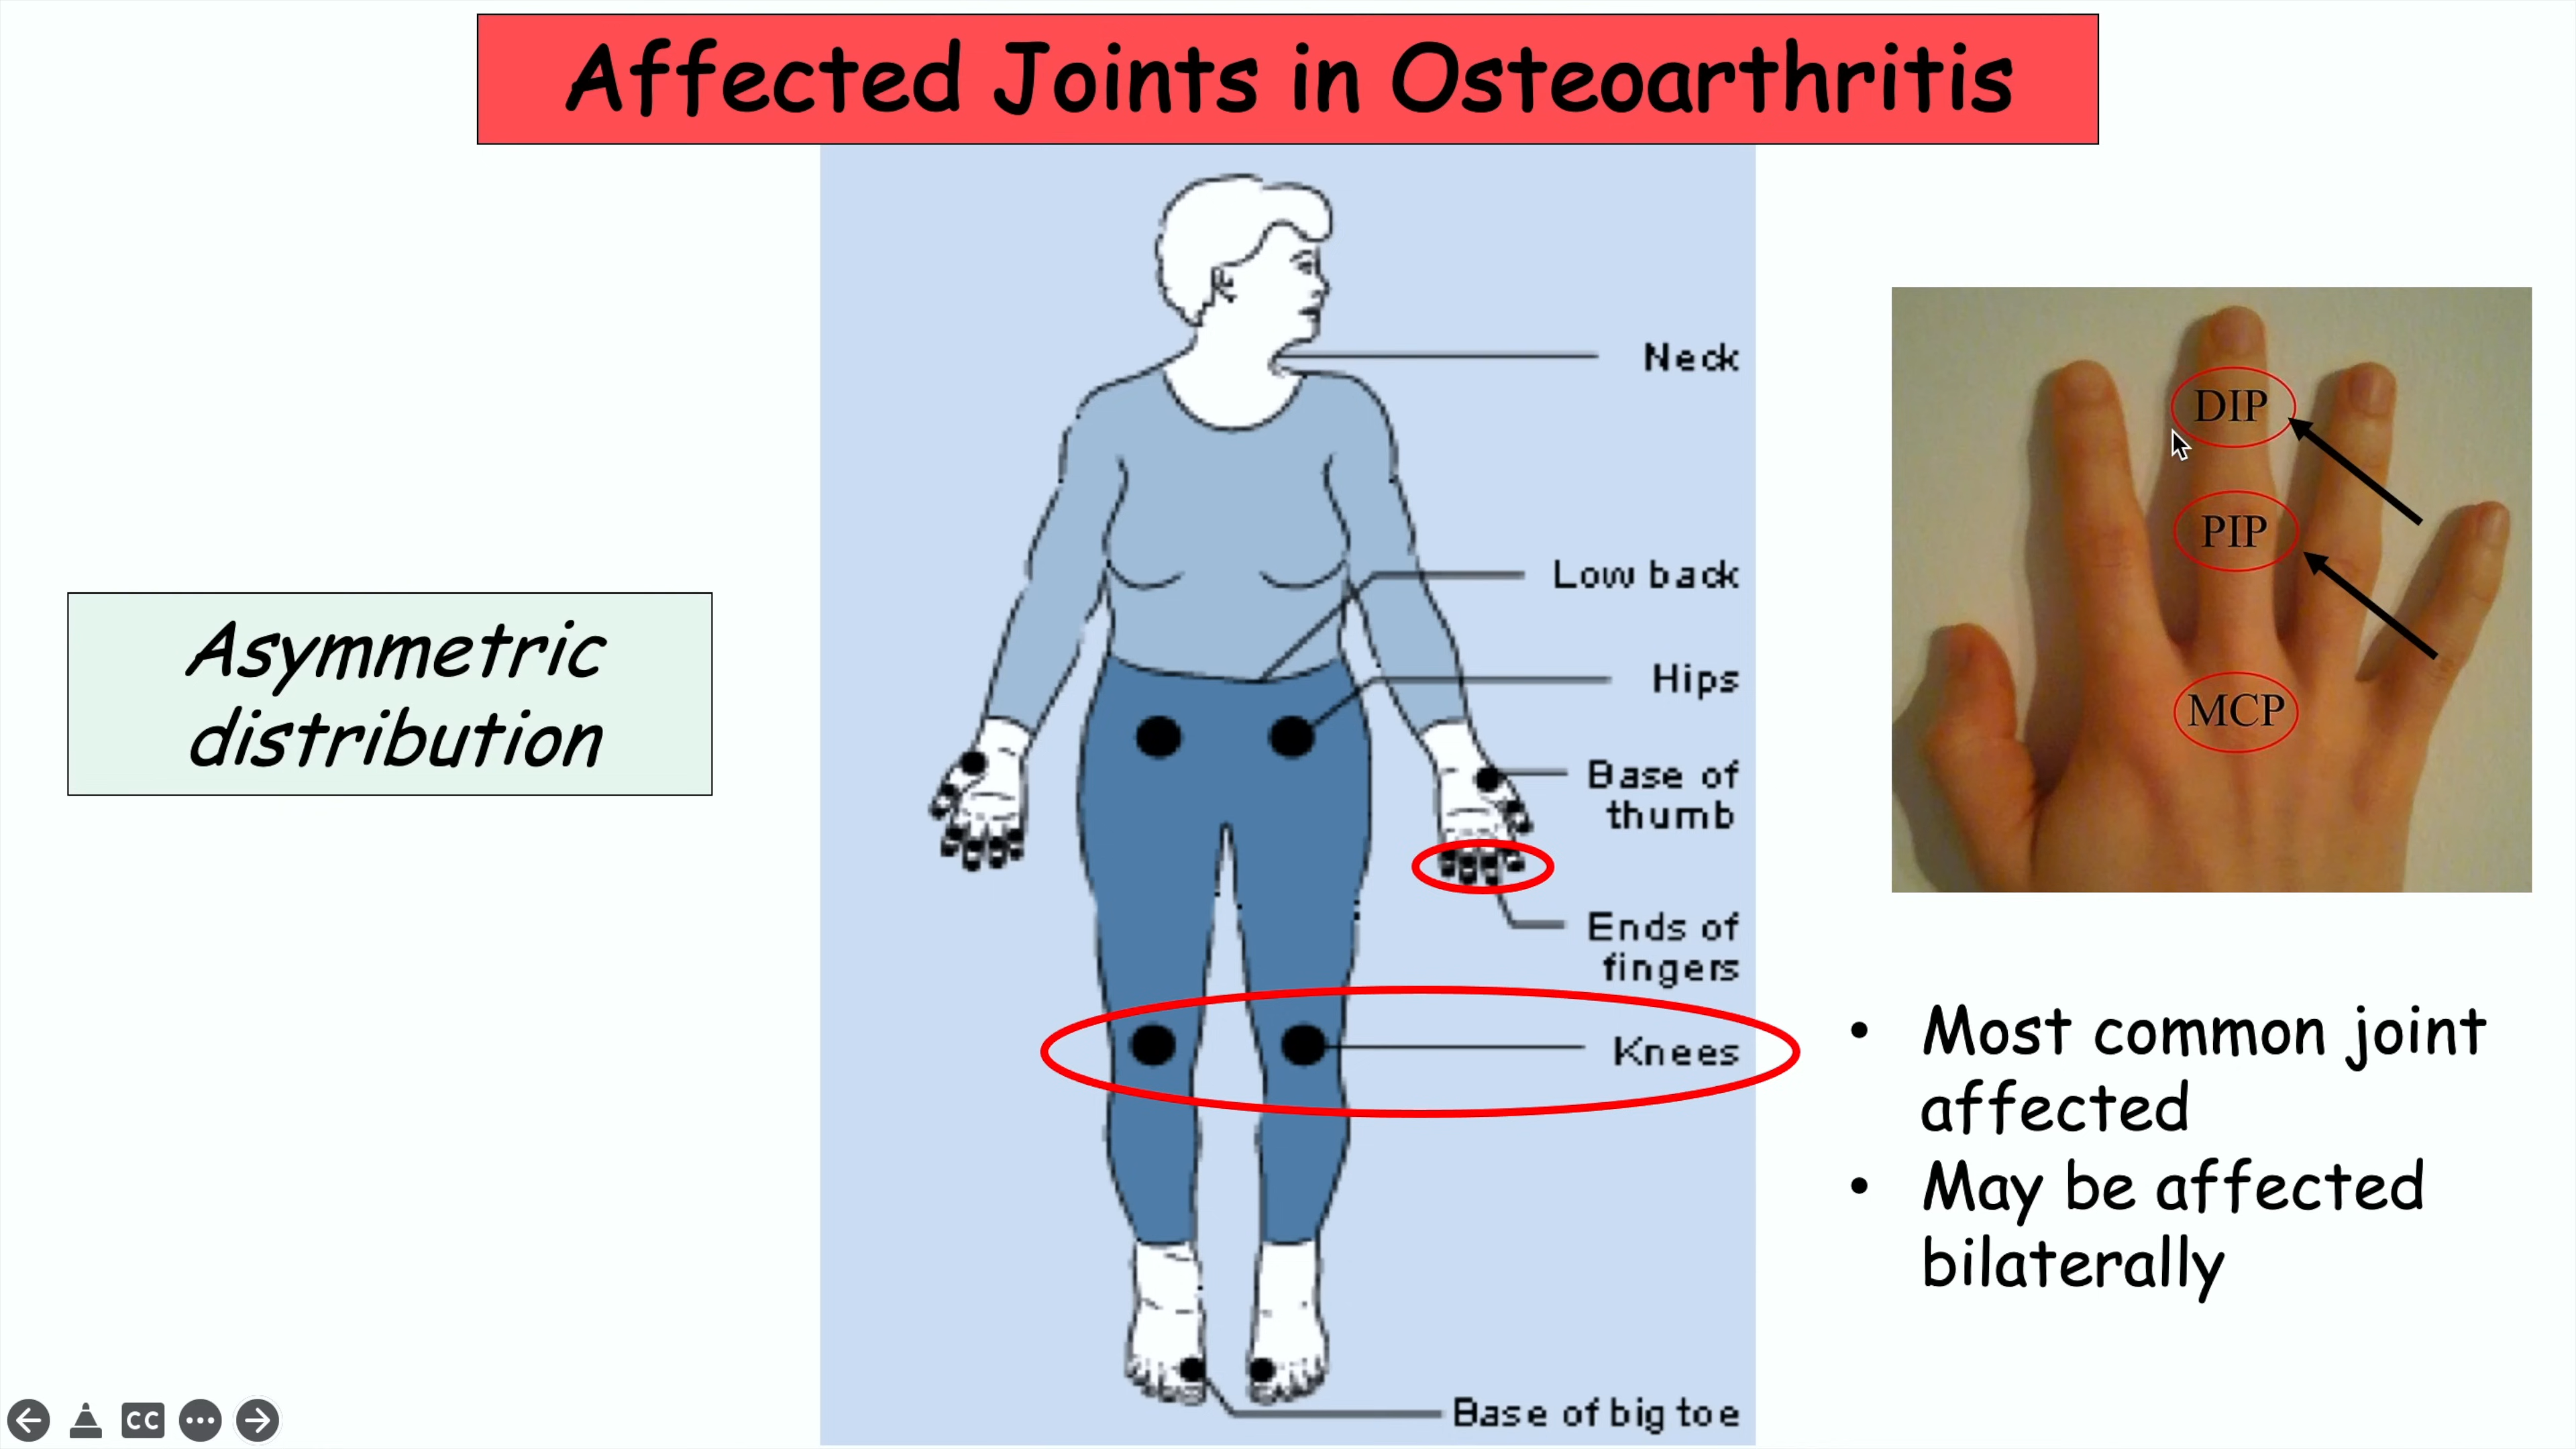 Affected Joints in Osteoarthritis
Asymmetric
distribution
Neck
Low back
Hips
Base of
thumb
Ends of
fingers
Knees
Base of big toe
DIP
PIP
MCP
• Most common joint
affected
• May be affected
bilaterally
CC